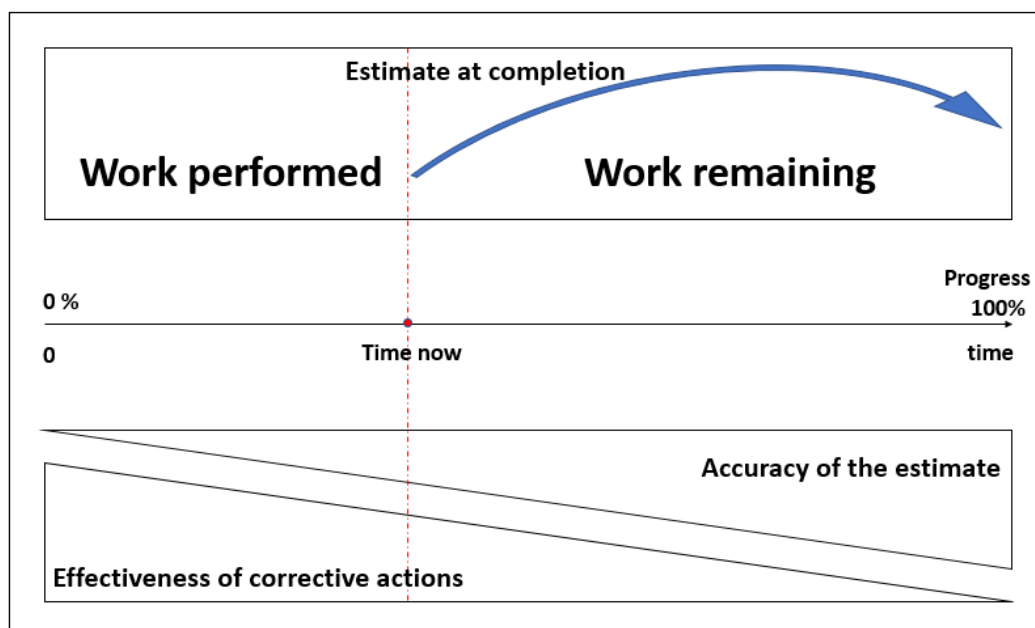 Estimate at completion
Work performed
Work remaining
Progress
0 %
100%
0
Time now
time
Accuracy of the estimate
Effectiveness of corrective actions